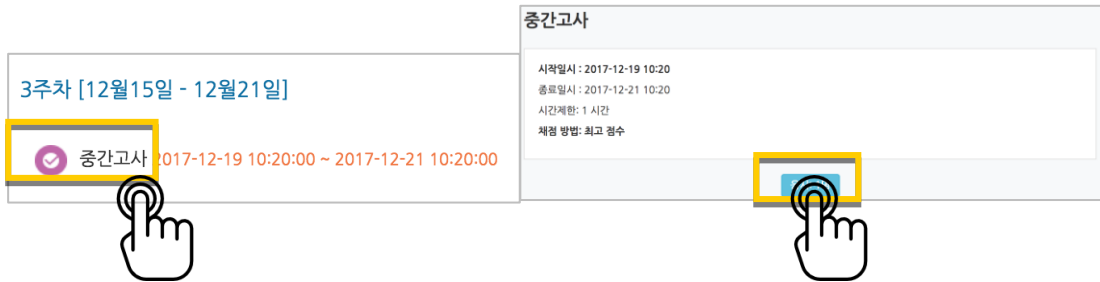 3주차 [12월15일 - 12월21일]
중간고사 2017-12-19 10:20:00 ~ 2017-12-21 10:20:00
중간고사
시작일시 : 2017-12-19 10:20
종료일시 : 2017-12-21 10:20
시간제한: 1 시간
채점 방법: 최고 점수